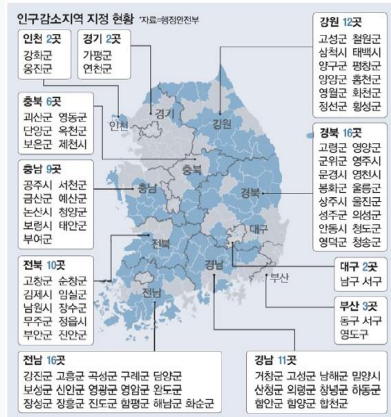 인구감소지역 지정 현황 *자료=행정안전부
인천 2곳
강화군
옹진군
경기 2곳
가평군
연천군
강원 12곳
고성군 철원군
삼척시 태백시
양구군 평창군
양양군 홍천군
영월군 화천군
정선군 횡성군
충북 6곳
괴산군 영동군
단양군 옥천군
보은군 제천시
충남 9곳
공주시 서천군
금산군 예산군
논산시 청양군
보령시 태안군
부여군
경북 16곳
고령군 영양군
군위군 영주시
문경시 영천시
봉화군 울릉군
상주시 울진군
성주군 의성군
안동시 청도군
영덕군 청송군
전북 10곳
고창군 순창군
김제시 임실군
남원시 장수군
무주군 정읍시
부안군 진안군
대구 2곳
남구 서구
부산 3곳
동구 서구
영도구
전남 16곳
강진군 고흥군 곡성군 구례군 담양군
보성군 신안군 영광군 영암군 완도군
장성군 장흥군 진도군 함평군 해남군 화순군
경남 11곳
거창군 고성군 남해군 밀양시
산청군 의령군 창녕군 하동군
함안군 함양군 합천군
인천
경기
강원
충북
충남
경북
대구
전북
경남
부산
전남